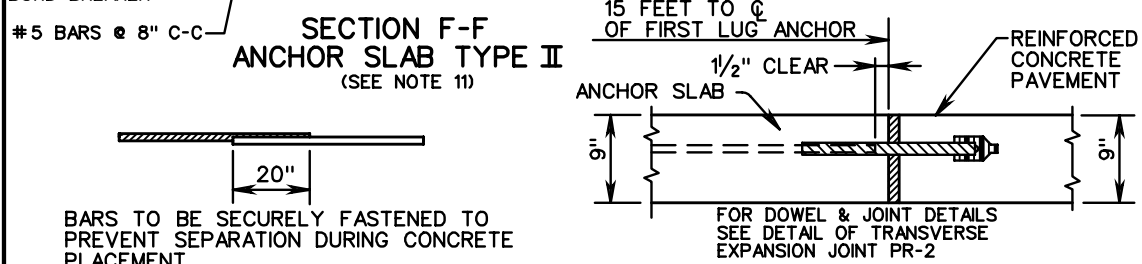 #5 BARS @ 8" C-C
SECTION F-F
ANCHOR SLAB TYPE II
(SEE NOTE 11)
20"
BARS TO BE SECURELY FASTENED TO
PREVENT SEPARATION DURING CONCRETE
PLACEMENT
15 FEET TO ℄
OF FIRST LUG ANCHOR
1½" CLEAR
ANCHOR SLAB
REINFORCED
CONCRETE
PAVEMENT
9"
9"
FOR DOWEL & JOINT DETAILS
SEE DETAIL OF TRANSVERSE
EXPANSION JOINT PR-2